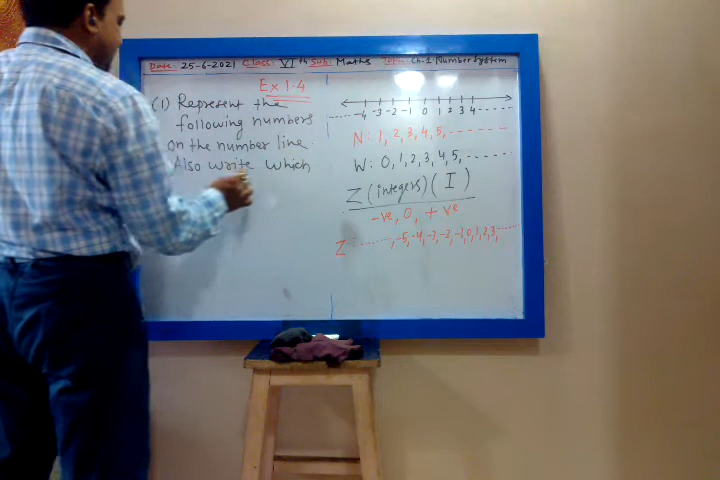 Date: 25-6-2021 Class: VIth Sub: Maths Topic: Ch-1 Number System
Ex 1.4
(1) Represent the
following numbers
on the number line.
Also write which
-4 -3 -2 -1 0 1 2 3 4 -----
N: 1, 2, 3, 4, 5, -------
W: 0, 1, 2, 3, 4, 5, -----
Z (integers) (I)
-ve, 0, +ve
Z = ........, -5, -4, -3, -2, -1, 0, 1, 2, 3, ......